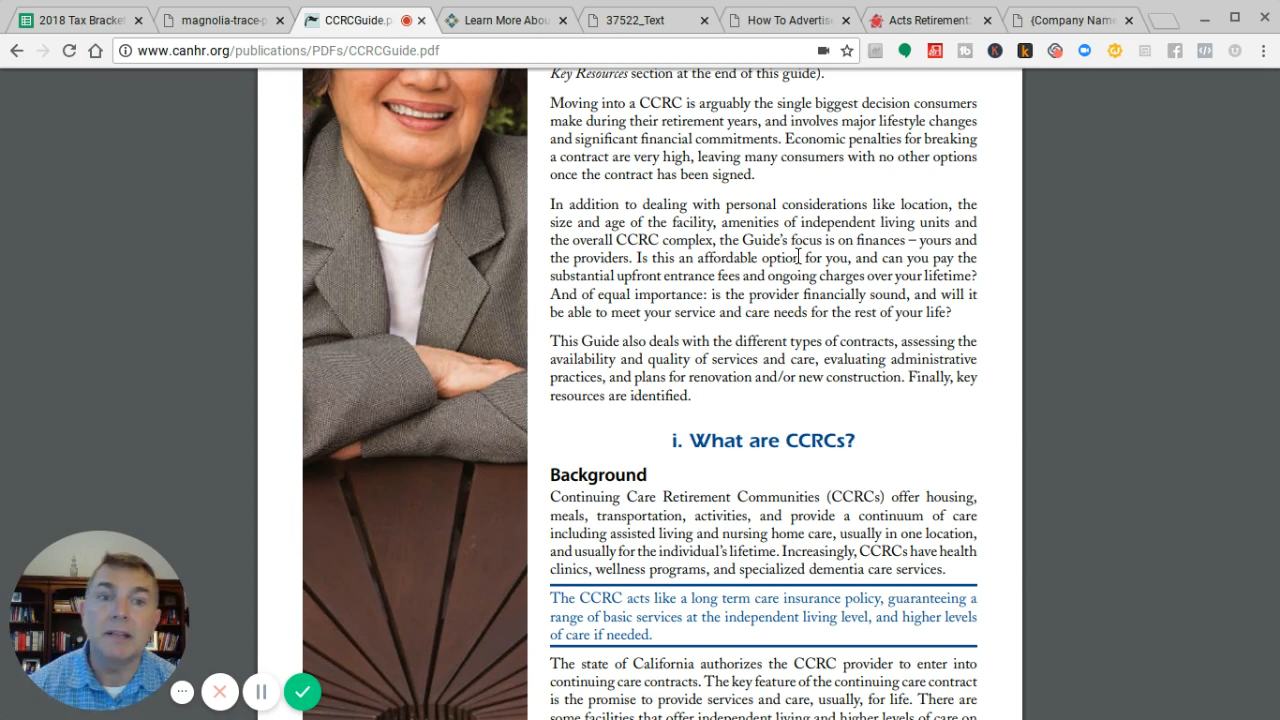 2018 Tax Bracket
magnolia-trace-p
CCRCGuide.p
Learn More Abou
37522_Text
How To Advertise
Acts Retirement
{Company Name
www.canhr.org/publications/PDFs/CCRCGuide.pdf
Key Resources section at the end of this guide).
Moving into a CCRC is arguably the single biggest decision consumers
make during their retirement years, and involves major lifestyle changes
and significant financial commitments. Economic penalties for breaking
a contract are very high, leaving many consumers with no other options
once the contract has been signed.
In addition to dealing with personal considerations like location, the
size and age of the facility, amenities of independent living units and
the overall CCRC complex, the Guide's focus is on finances – yours and
the providers. Is this an affordable option for you, and can you pay the
substantial upfront entrance fees and ongoing charges over your lifetime?
And of equal importance: is the provider financially sound, and will it
be able to meet your service and care needs for the rest of your life?
This Guide also deals with the different types of contracts, assessing the
availability and quality of services and care, evaluating administrative
practices, and plans for renovation and/or new construction. Finally, key
resources are identified.
i. What are CCRCs?
Background
Continuing Care Retirement Communities (CCRCs) offer housing,
meals, transportation, activities, and provide a continuum of care
including assisted living and nursing home care, usually in one location,
and usually for the individual's lifetime. Increasingly, CCRCs have health
clinics, wellness programs, and specialized dementia care services.
The CCRC acts like a long term care insurance policy, guaranteeing a
range of basic services at the independent living level, and higher levels
of care if needed.
The state of California authorizes the CCRC provider to enter into
continuing care contracts. The key feature of the continuing care contract
is the promise to provide services and care, usually, for life. There are
some facilities that offer independent living and higher levels of care on